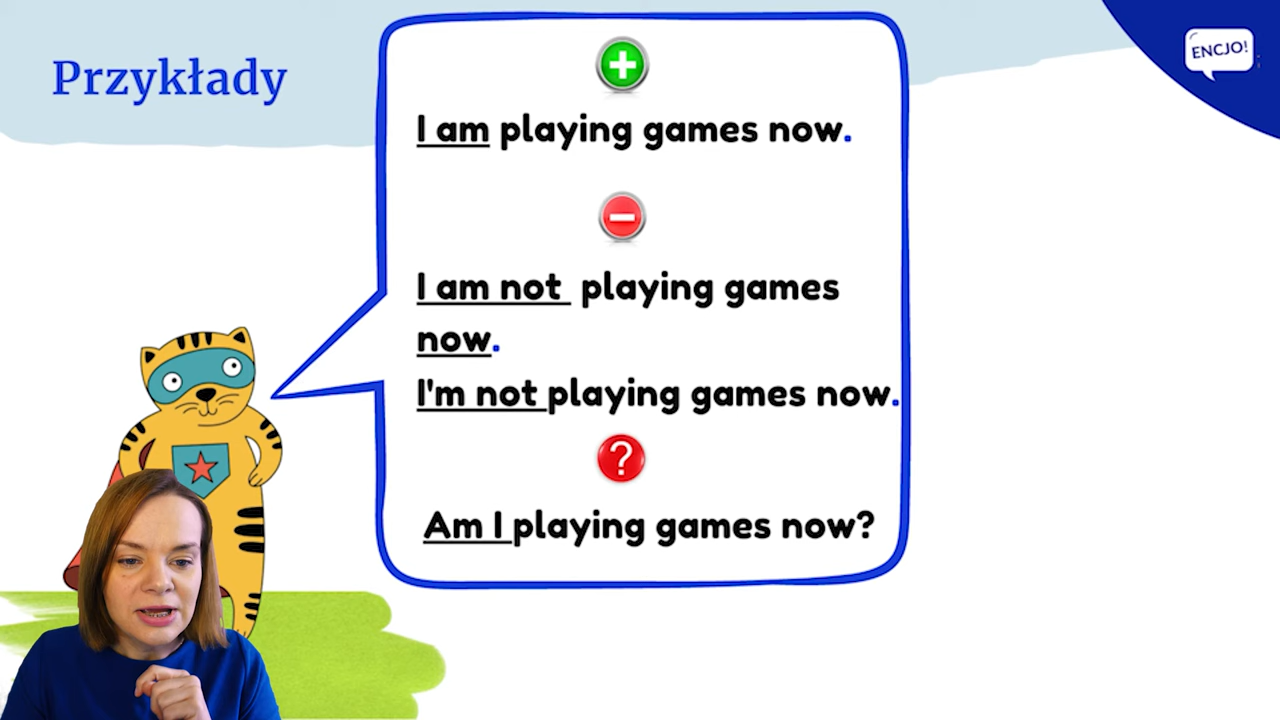 Przykłady
ENCJO!
I am playing games now.
I am not playing games
now.
I'm not playing games now.
?
Am I playing games now?